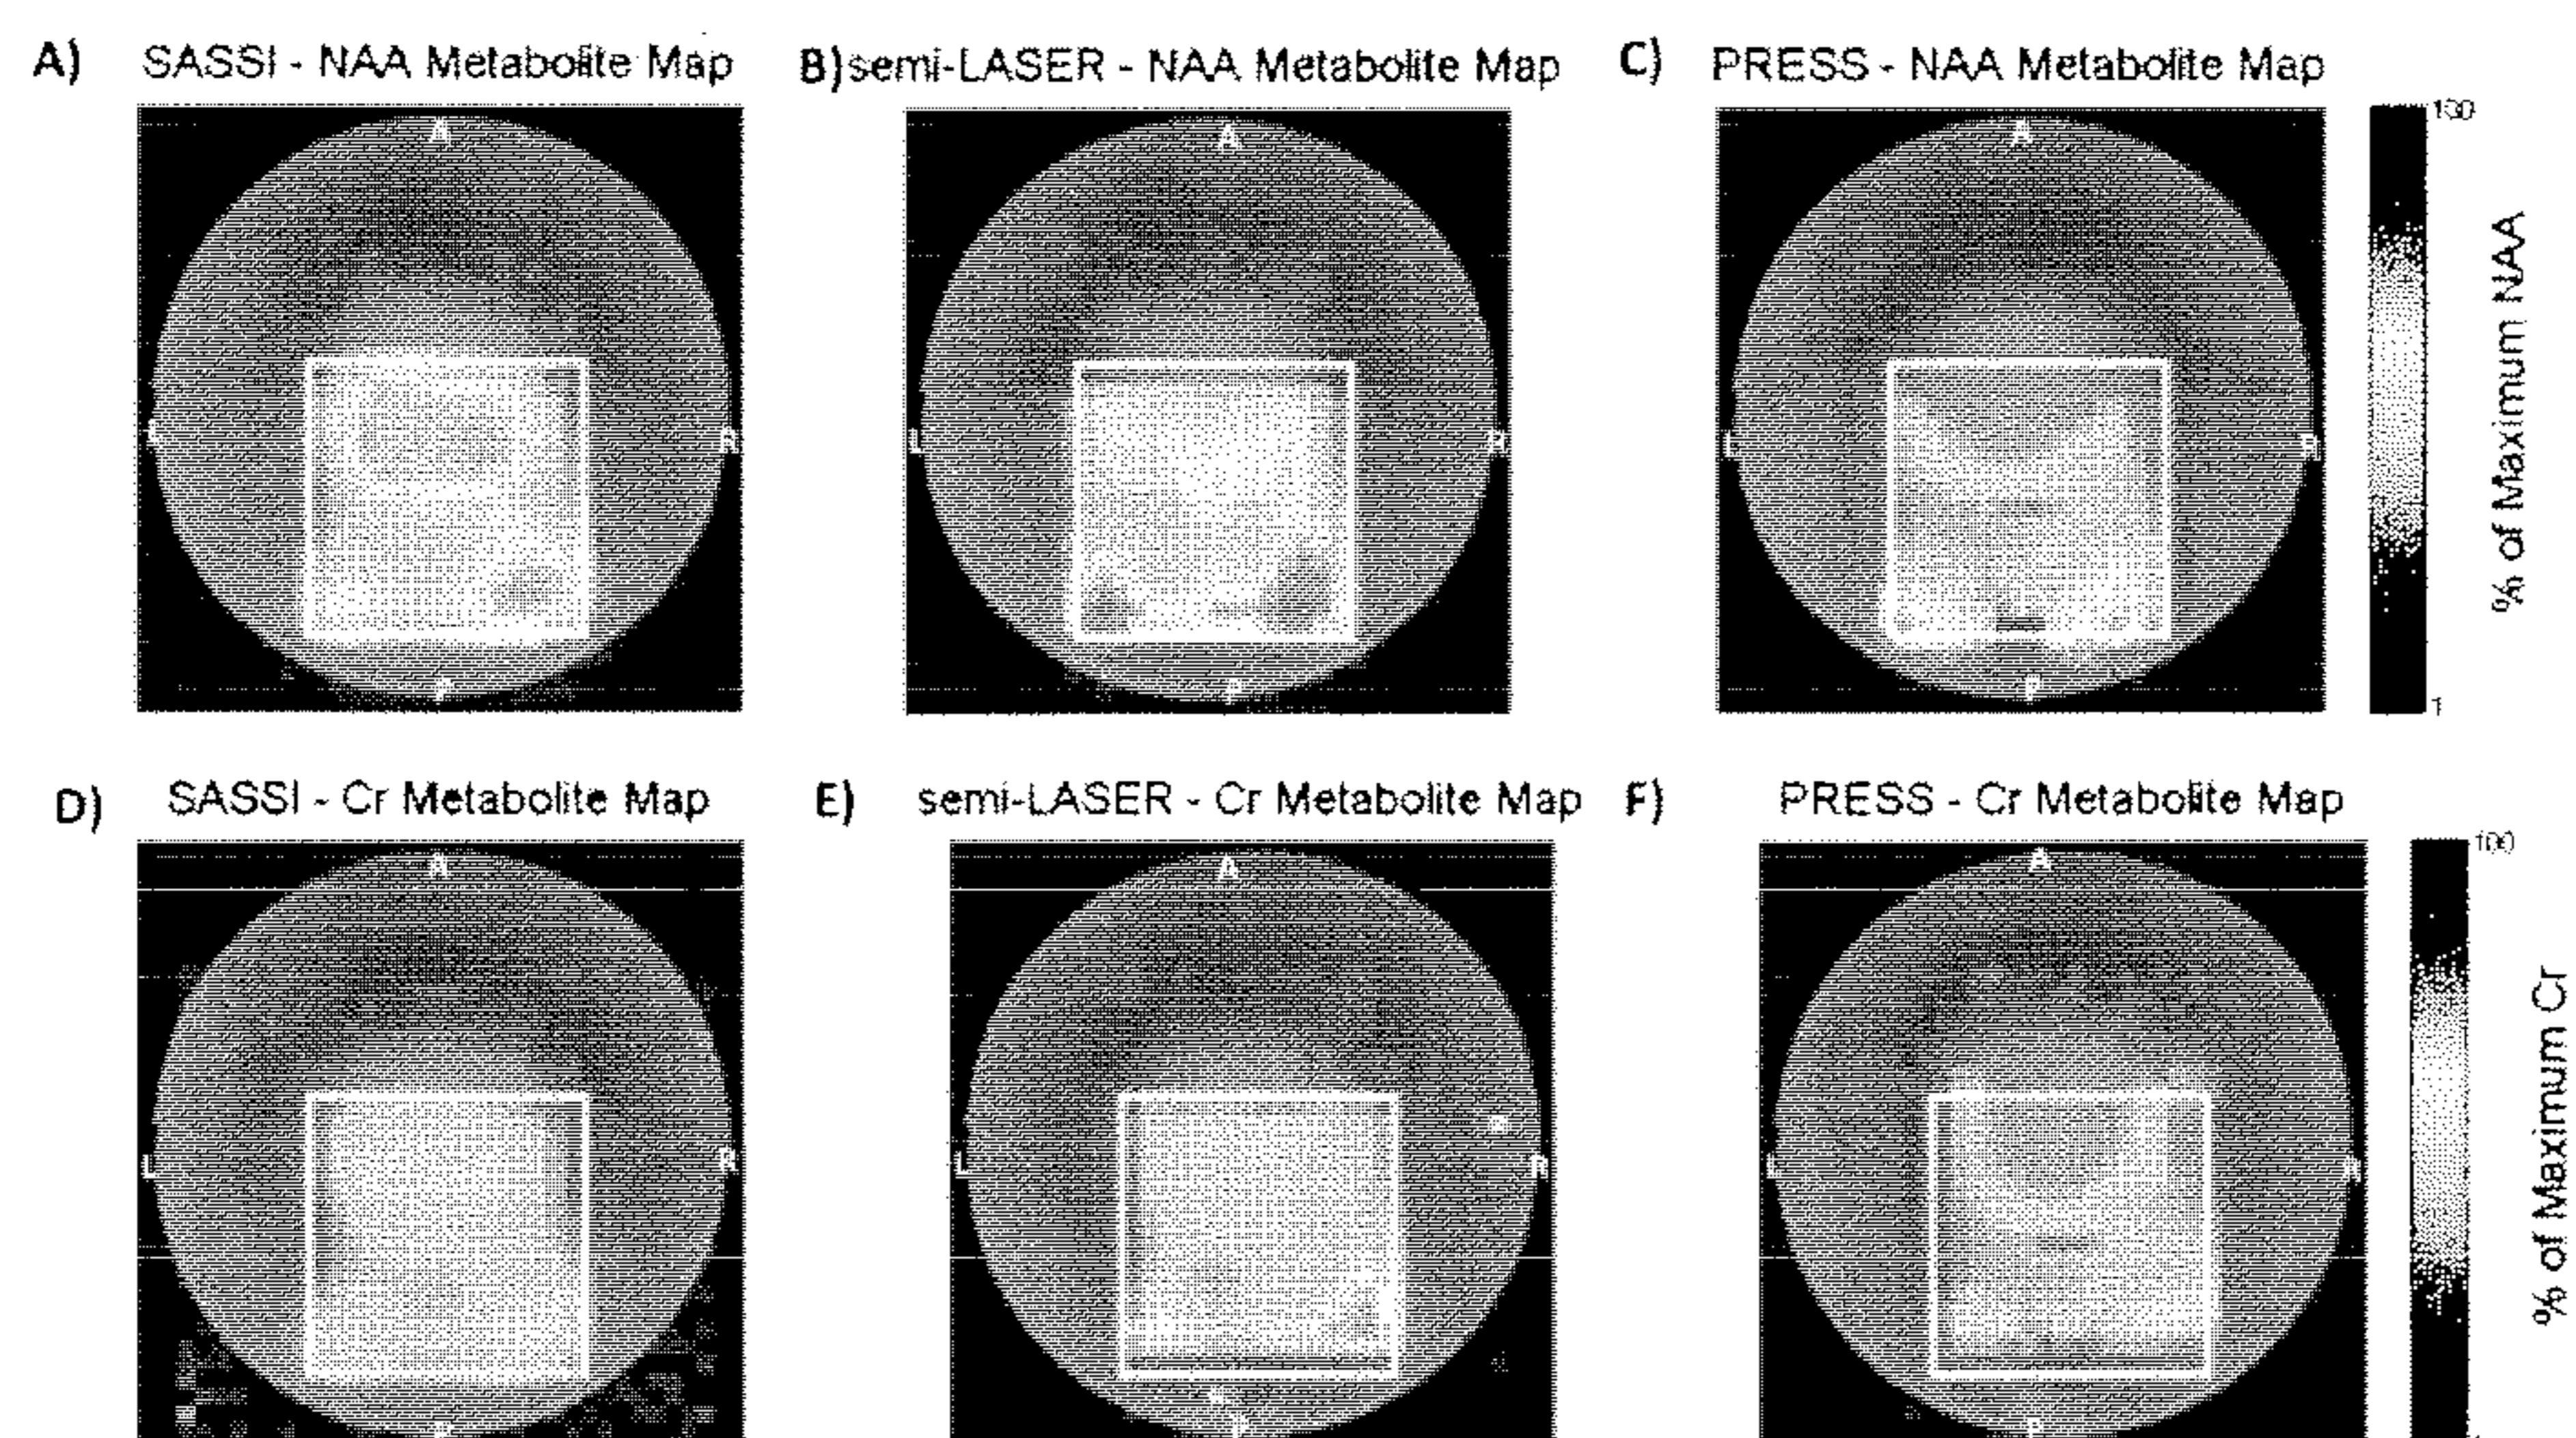 A) SASSI - NAA Metabolite Map
B) semi-LASER - NAA Metabolite Map
C) PRESS - NAA Metabolite Map
A
A
A
100
L
R
L
R
L
R
% of Maximum NAA
P
P
P
1
D) SASSI - Cr Metabolite Map
E) semi-LASER - Cr Metabolite Map
F) PRESS - Cr Metabolite Map
A
A
A
100
L
R
L
R
L
R
% of Maximum Cr
P
P
P